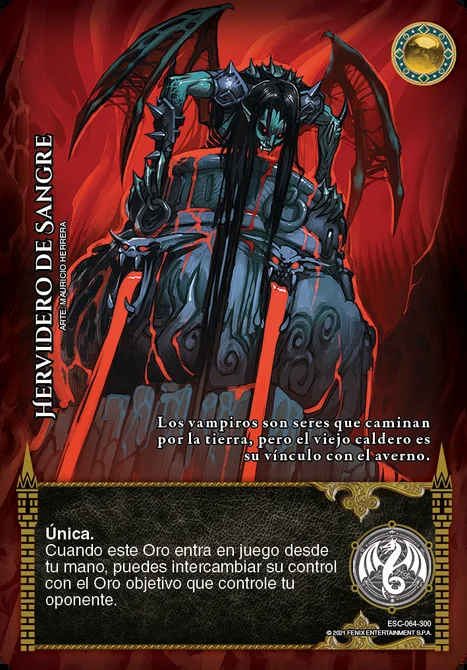 HERVIDERO DE SANGRE
ARTE: MAURICIO HERRERA
Los vampiros son seres que caminan
por la tierra, pero el viejo caldero es
su vínculo con el averno.
Única.
Cuando este Oro entra en juego desde
tu mano, puedes intercambiar su control
con el Oro objetivo que controle tu
oponente.
ESC-064-300
© 2021 FENIX ENTERTAINMENT S.P.A.